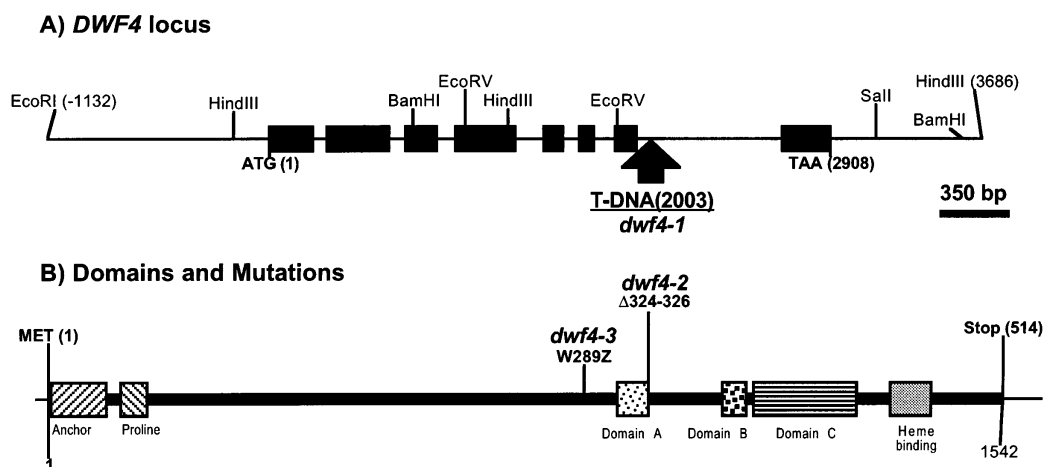 A) DWF4 locus
EcoRI (-1132)
HindIII
BamHI
EcoRV
HindIII
EcoRV
SalI
HindIII (3686)
BamHI
ATG (1)
TAA (2908)
T-DNA(2003)
dwf4-1
350 bp
B) Domains and Mutations
MET (1)
dwf4-3
W289Z
dwf4-2
Δ324-326
Stop (514)
Anchor
Proline
Domain A
Domain B
Domain C
Heme
binding
1
1542